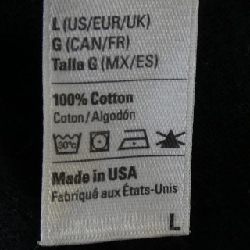 L (US/EUR/UK)
G (CAN/FR)
Talla G (MX/ES)
100% Cotton
Coton/Algodón
30°C
Made in USA
Fabriqué aux États-Unis
L